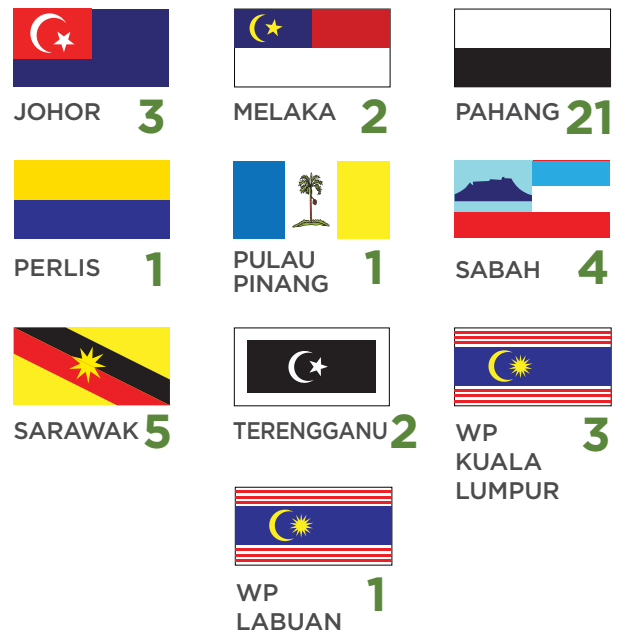 JOHOR 3
MELAKA 2
PAHANG 21
PERLIS 1
PULAU
PINANG 1
SABAH 4
SARAWAK 5
TERENGGANU 2
WP
KUALA
LUMPUR 3
WP
LABUAN 1